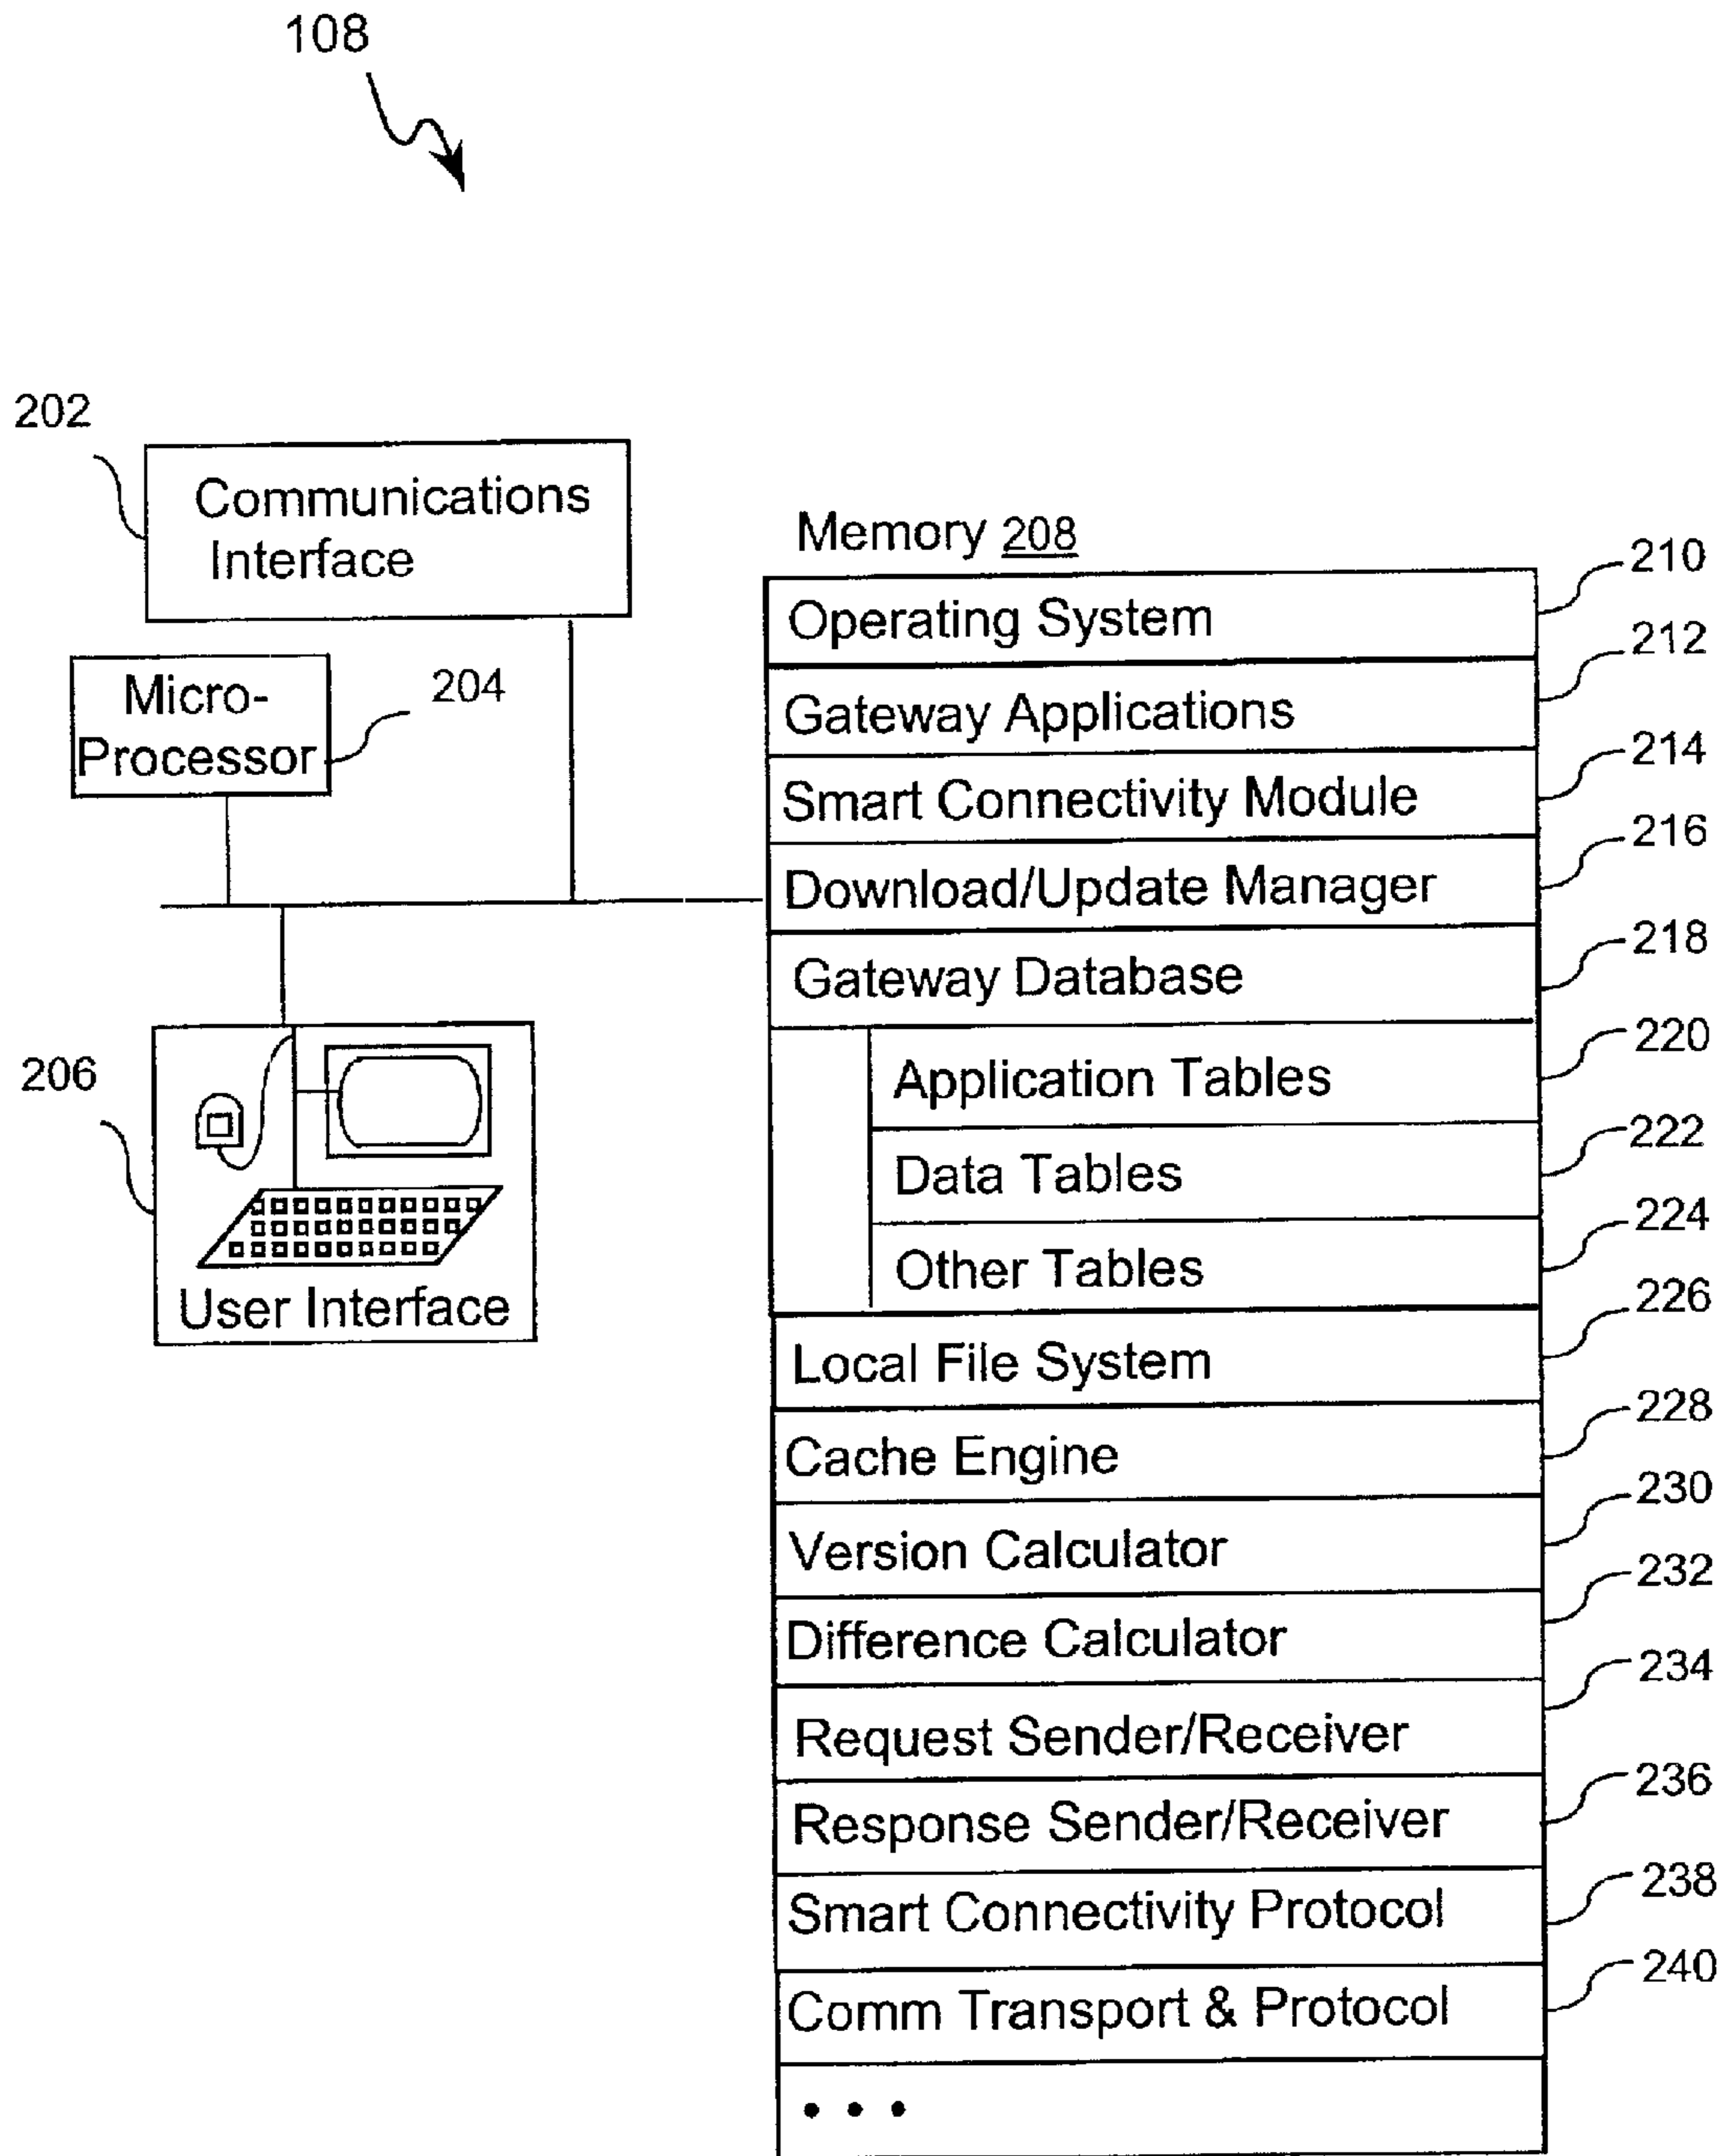 108
202
Communications
Interface
Micro-
Processor
204
206
User Interface
Memory 208
Operating System
210
Gateway Applications
212
Smart Connectivity Module
214
Download/Update Manager
216
Gateway Database
218
Application Tables
220
Data Tables
222
Other Tables
224
Local File System
226
Cache Engine
228
Version Calculator
230
Difference Calculator
232
Request Sender/Receiver
234
Response Sender/Receiver
236
Smart Connectivity Protocol
238
Comm Transport & Protocol
240
• • •